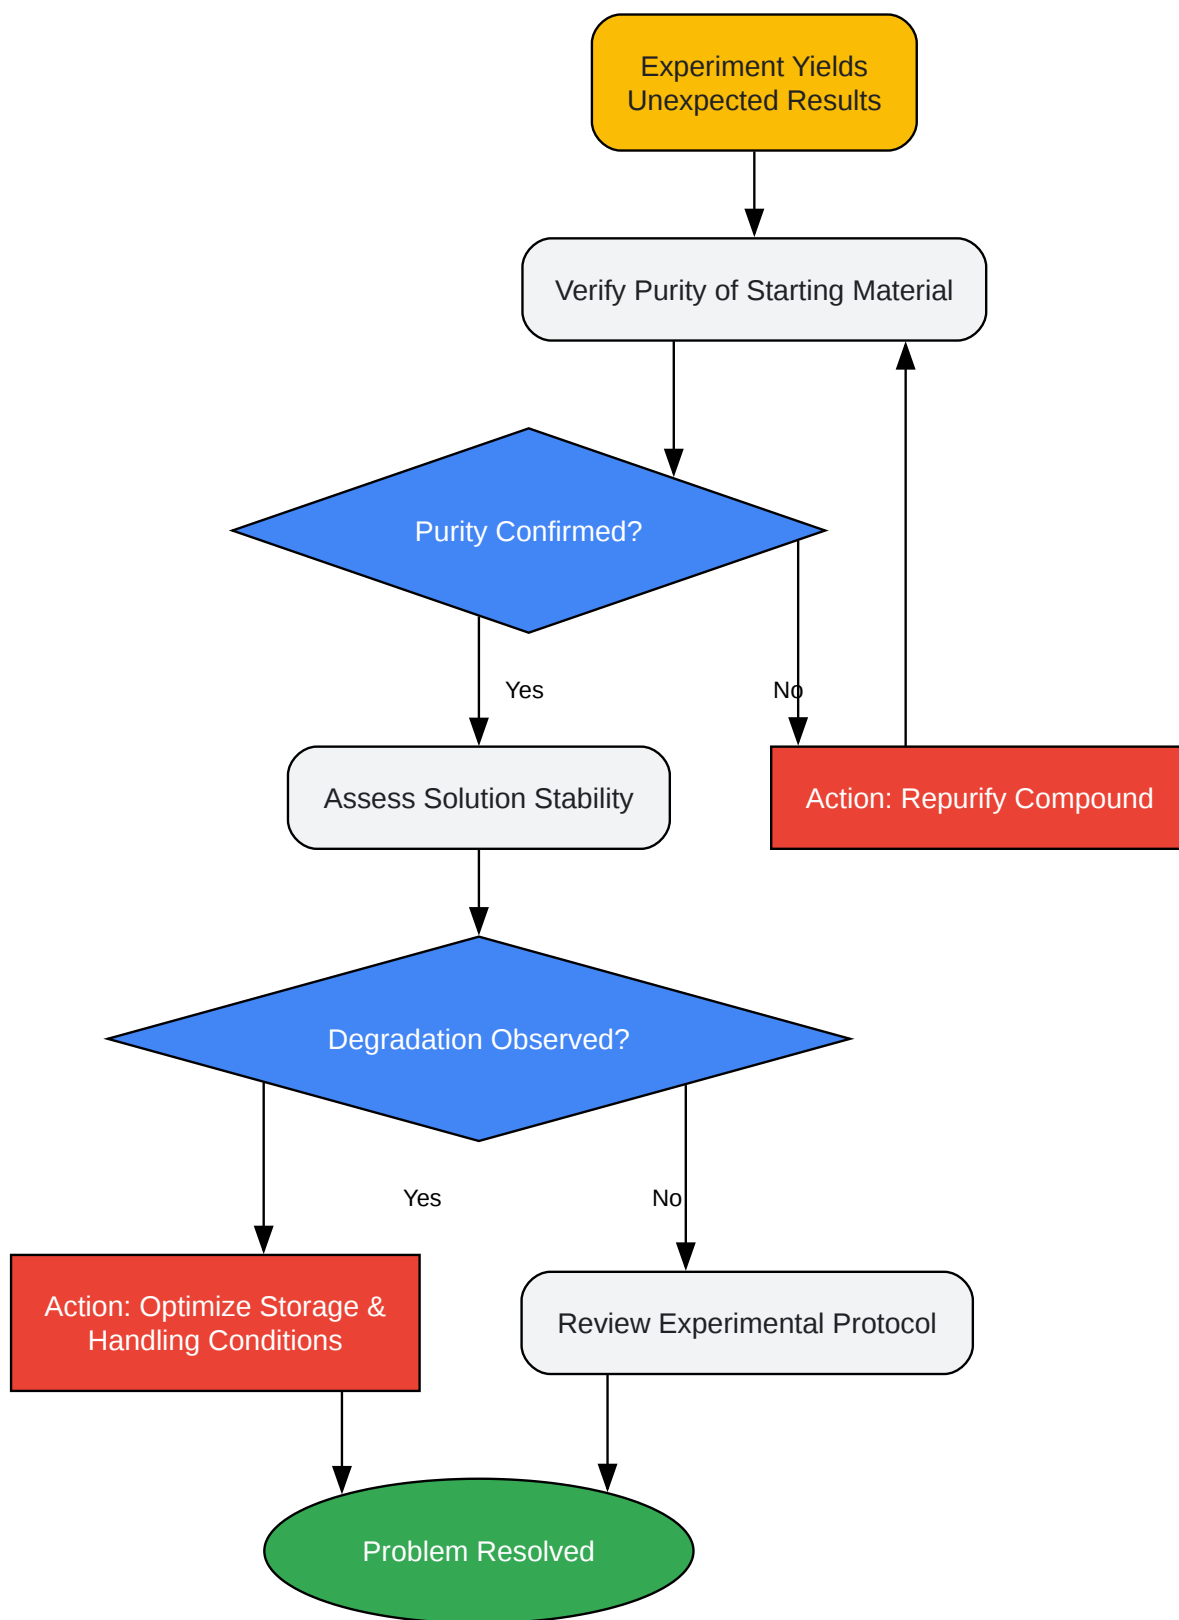 Experiment Yields
Unexpected Results
Verify Purity of Starting Material
Purity Confirmed?
Yes
No
Assess Solution Stability
Action: Repurify Compound
Degradation Observed?
Yes
No
Action: Optimize Storage &
Handling Conditions
Review Experimental Protocol
Problem Resolved